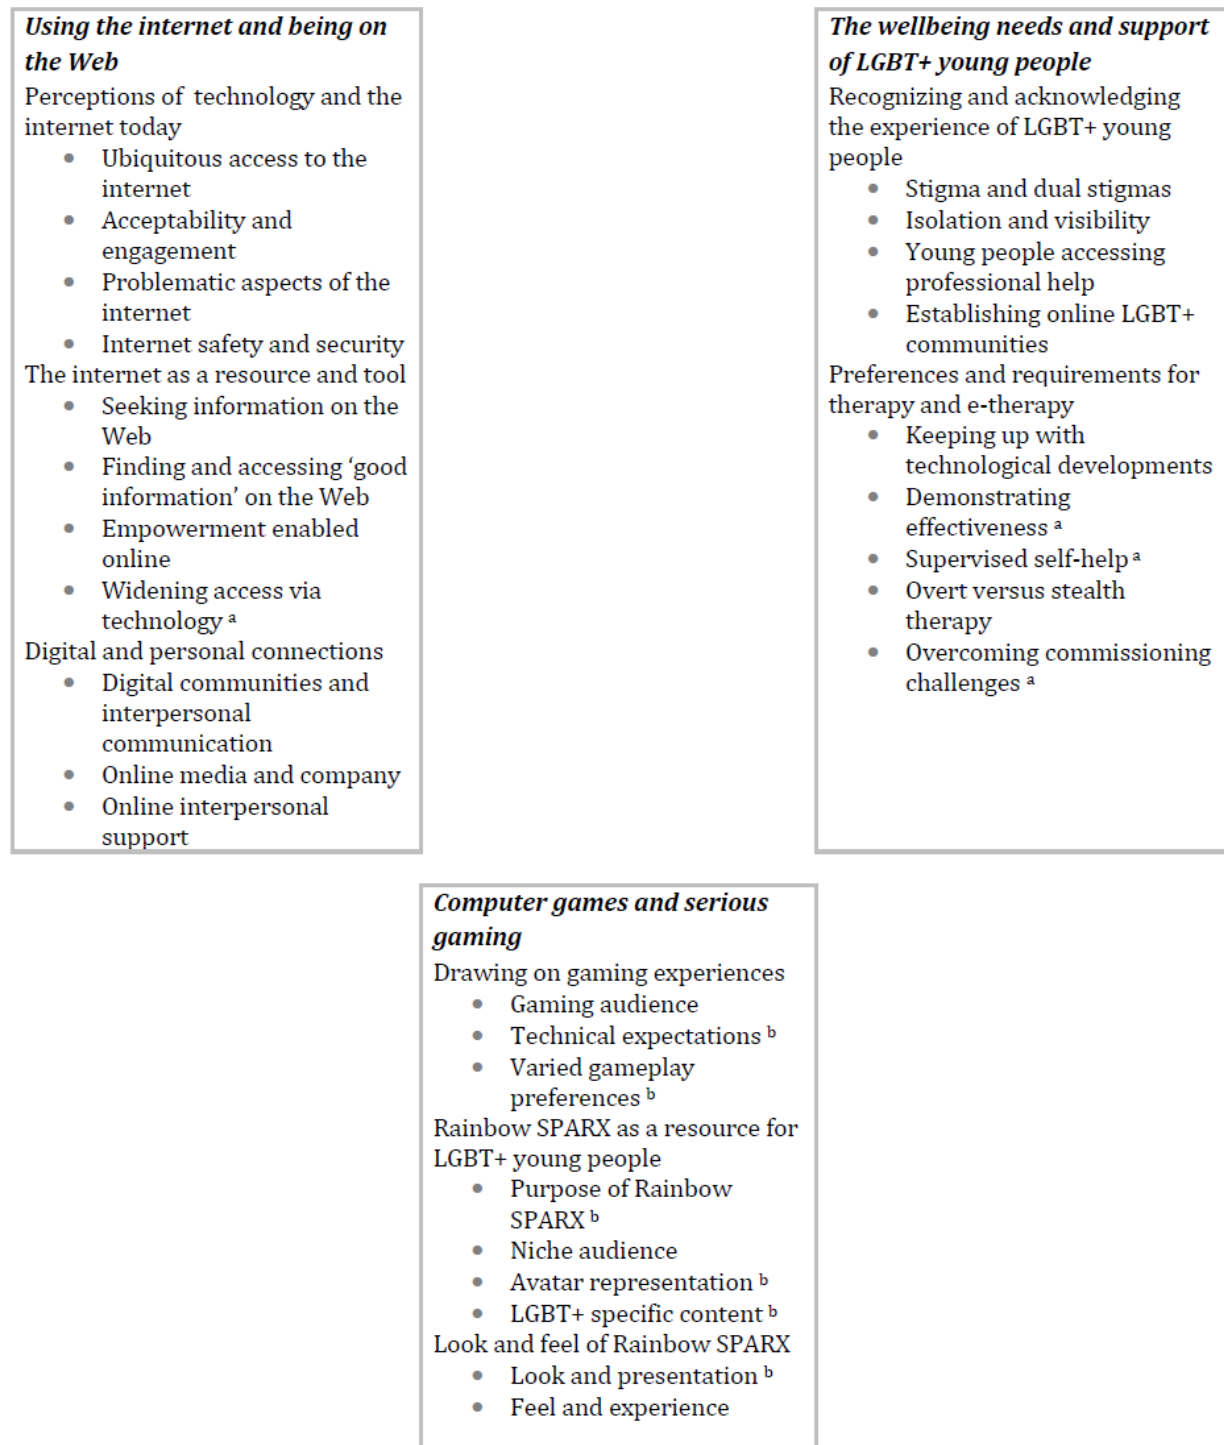 Using the internet and being on
the Web
Perceptions of technology and the
internet today
• Ubiquitous access to the
internet
• Acceptability and
engagement
• Problematic aspects of the
internet
• Internet safety and security
The internet as a resource and tool
• Seeking information on the
Web
• Finding and accessing ‘good
information’ on the Web
• Empowerment enabled
online
• Widening access via
technology ᵃ
Digital and personal connections
• Digital communities and
interpersonal
communication
• Online media and company
• Online interpersonal
support
The wellbeing needs and support
of LGBT+ young people
Recognizing and acknowledging
the experience of LGBT+ young
people
• Stigma and dual stigmas
• Isolation and visibility
• Young people accessing
professional help
• Establishing online LGBT+
communities
Preferences and requirements for
therapy and e-therapy
• Keeping up with
technological developments
• Demonstrating
effectiveness ᵃ
• Supervised self-help ᵃ
• Overt versus stealth
therapy
• Overcoming commissioning
challenges ᵃ
Computer games and serious
gaming
Drawing on gaming experiences
• Gaming audience
• Technical expectations ᵇ
• Varied gameplay
preferences ᵇ
Rainbow SPARX as a resource for
LGBT+ young people
• Purpose of Rainbow
SPARX ᵇ
• Niche audience
• Avatar representation ᵇ
• LGBT+ specific content ᵇ
Look and feel of Rainbow SPARX
• Look and presentation ᵇ
• Feel and experience